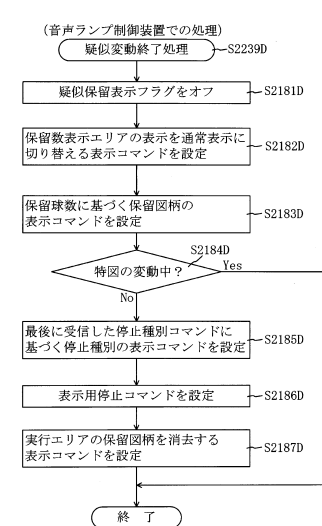 (音声ランプ制御装置での処理)
疑似変動終了処理
S2239D
疑似保留表示フラグをオフ
S2181D
保留数表示エリアの表示を通常表示に
切り替える表示コマンドを設定
S2182D
保留球数に基づく保留図柄の
表示コマンドを設定
S2183D
S2184D
特図の変動中?
Yes
No
最後に受信した停止種別コマンドに
基づく停止種別の表示コマンドを設定
S2185D
表示用停止コマンドを設定
S2186D
実行エリアの保留図柄を消去する
表示コマンドを設定
S2187D
終 了